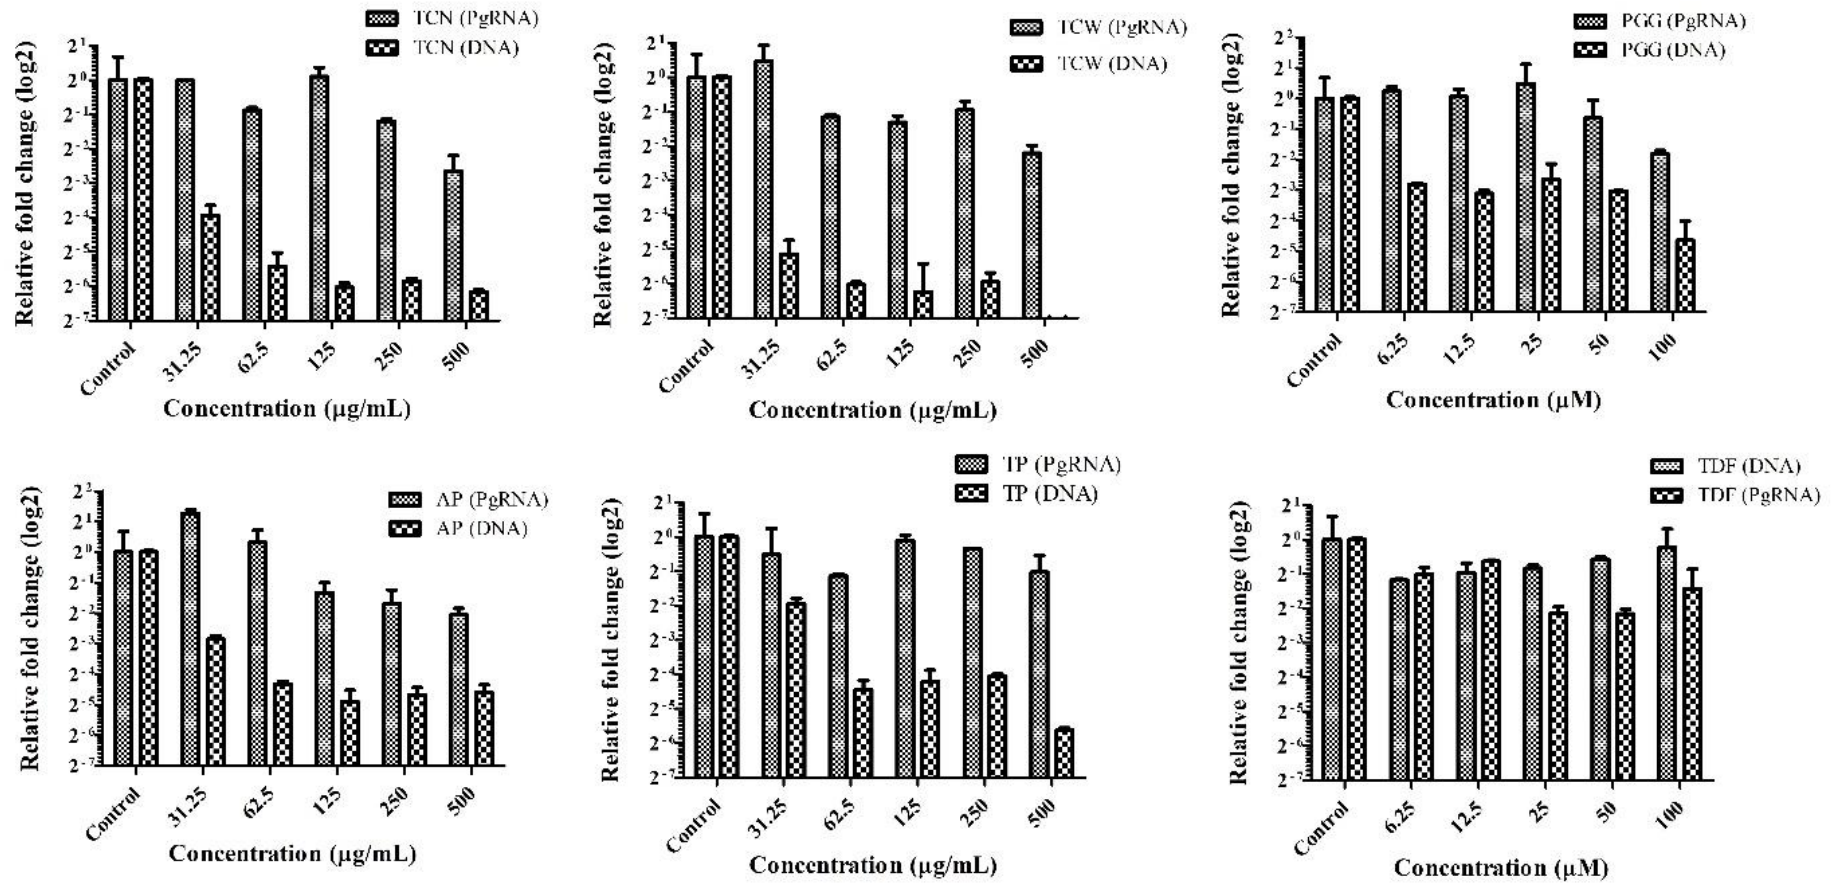 TCN (PgRNA)
TCN (DNA)
Relative fold change (log2)
2^1
2^0
2^-1
2^-2
2^-3
2^-4
2^-5
2^-6
2^-7
Control
31.25
62.5
125
250
500
Concentration (µg/mL)
TCW (PgRNA)
TCW (DNA)
Relative fold change (log2)
2^1
2^0
2^-1
2^-2
2^-3
2^-4
2^-5
2^-6
2^-7
Control
31.25
62.5
125
250
500
Concentration (µg/mL)
PGG (PgRNA)
PGG (DNA)
Relative fold change (log2)
2^2
2^1
2^0
2^-1
2^-2
2^-3
2^-4
2^-5
2^-6
2^-7
Control
6.25
12.5
25
50
100
Concentration (µM)
AP (PgRNA)
AP (DNA)
Relative fold change (log2)
2^2
2^1
2^0
2^-1
2^-2
2^-3
2^-4
2^-5
2^-6
2^-7
Control
31.25
62.5
125
250
500
Concentration (µg/mL)
TP (PgRNA)
TP (DNA)
Relative fold change (log2)
2^1
2^0
2^-1
2^-2
2^-3
2^-4
2^-5
2^-6
2^-7
Control
31.25
62.5
125
250
500
Concentration (µg/mL)
TDF (DNA)
TDF (PgRNA)
Relative fold change (log2)
2^1
2^0
2^-1
2^-2
2^-3
2^-4
2^-5
2^-6
2^-7
Control
6.25
12.5
25
50
100
Concentration (µM)